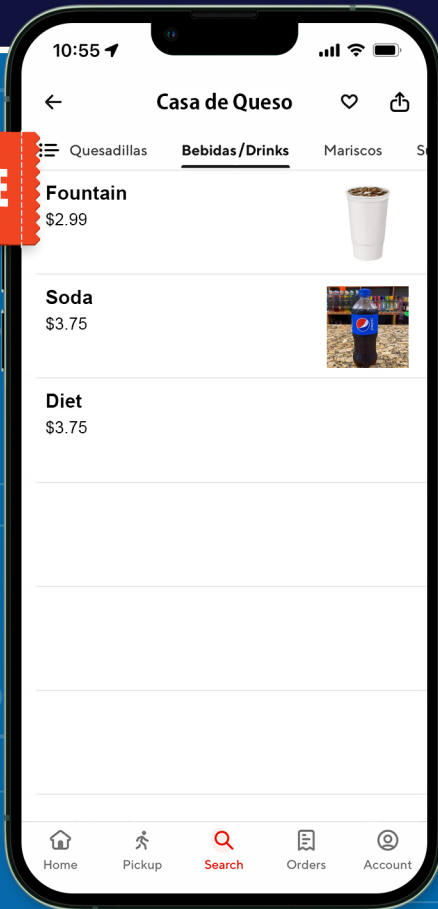 10:55
Casa de Queso
Quesadillas
Bebidas/Drinks
Mariscos
E
Fountain
$2.99
Soda
$3.75
pepsi
Diet
$3.75
Home
Pickup
Search
Orders
Account